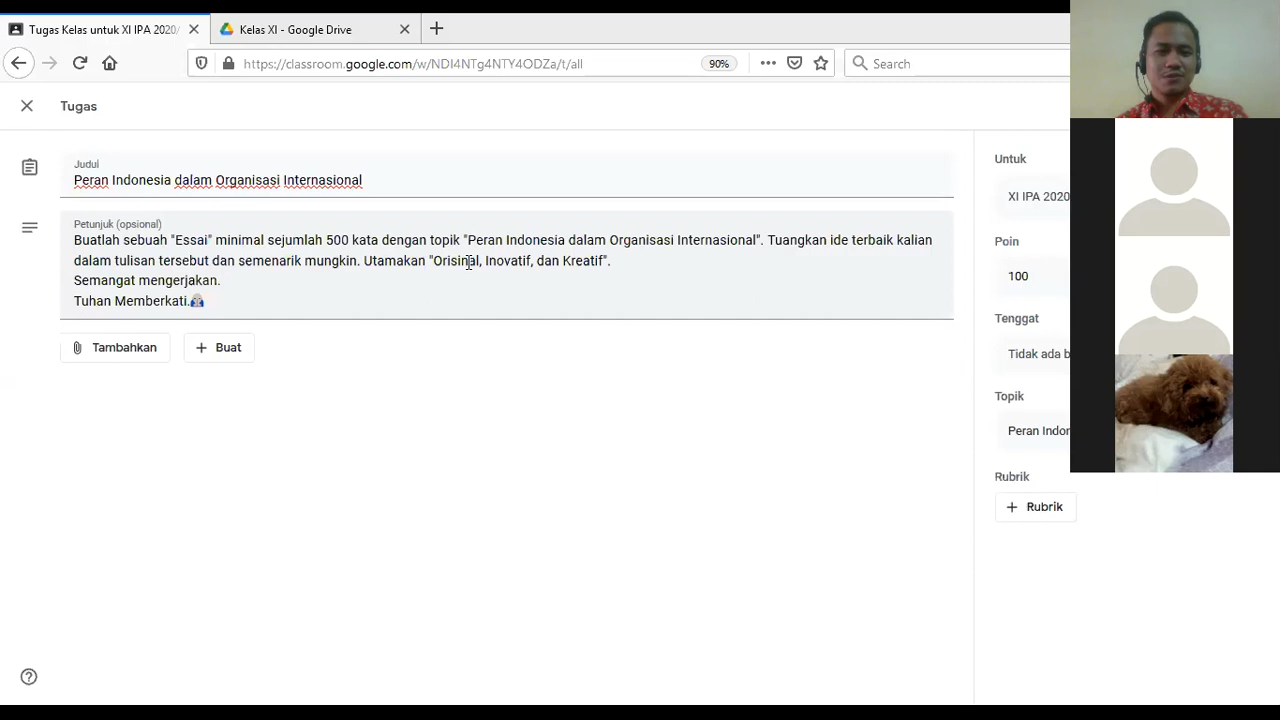 Tugas Kelas untuk XI IPA 2020/
Kelas XI - Google Drive
https://classroom.google.com/w/NDI4NTg4NTY4ODZa/t/all
90%
Search
Tugas
Judul
Peran Indonesia dalam Organisasi Internasional
Petunjuk (opsional)
Buatlah sebuah "Essai" minimal sejumlah 500 kata dengan topik "Peran Indonesia dalam Organisasi Internasional". Tuangkan ide terbaik kalian
dalam tulisan tersebut dan semenarik mungkin. Utamakan "Orisinal, Inovatif, dan Kreatif".
Semangat mengerjakan.
Tuhan Memberkati.
Tambahkan
Buat
Untuk
XI IPA 2020
Poin
100
Tenggat
Tidak ada b
Topik
Peran Indor
Rubrik
Rubrik